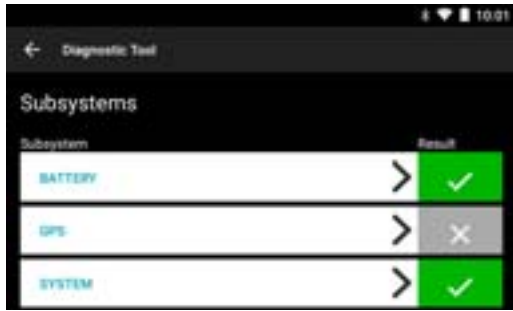 10:01
Diagnostic Tool
Subsystems
Subsystem Result
BATTERY
GPS
SYSTEM